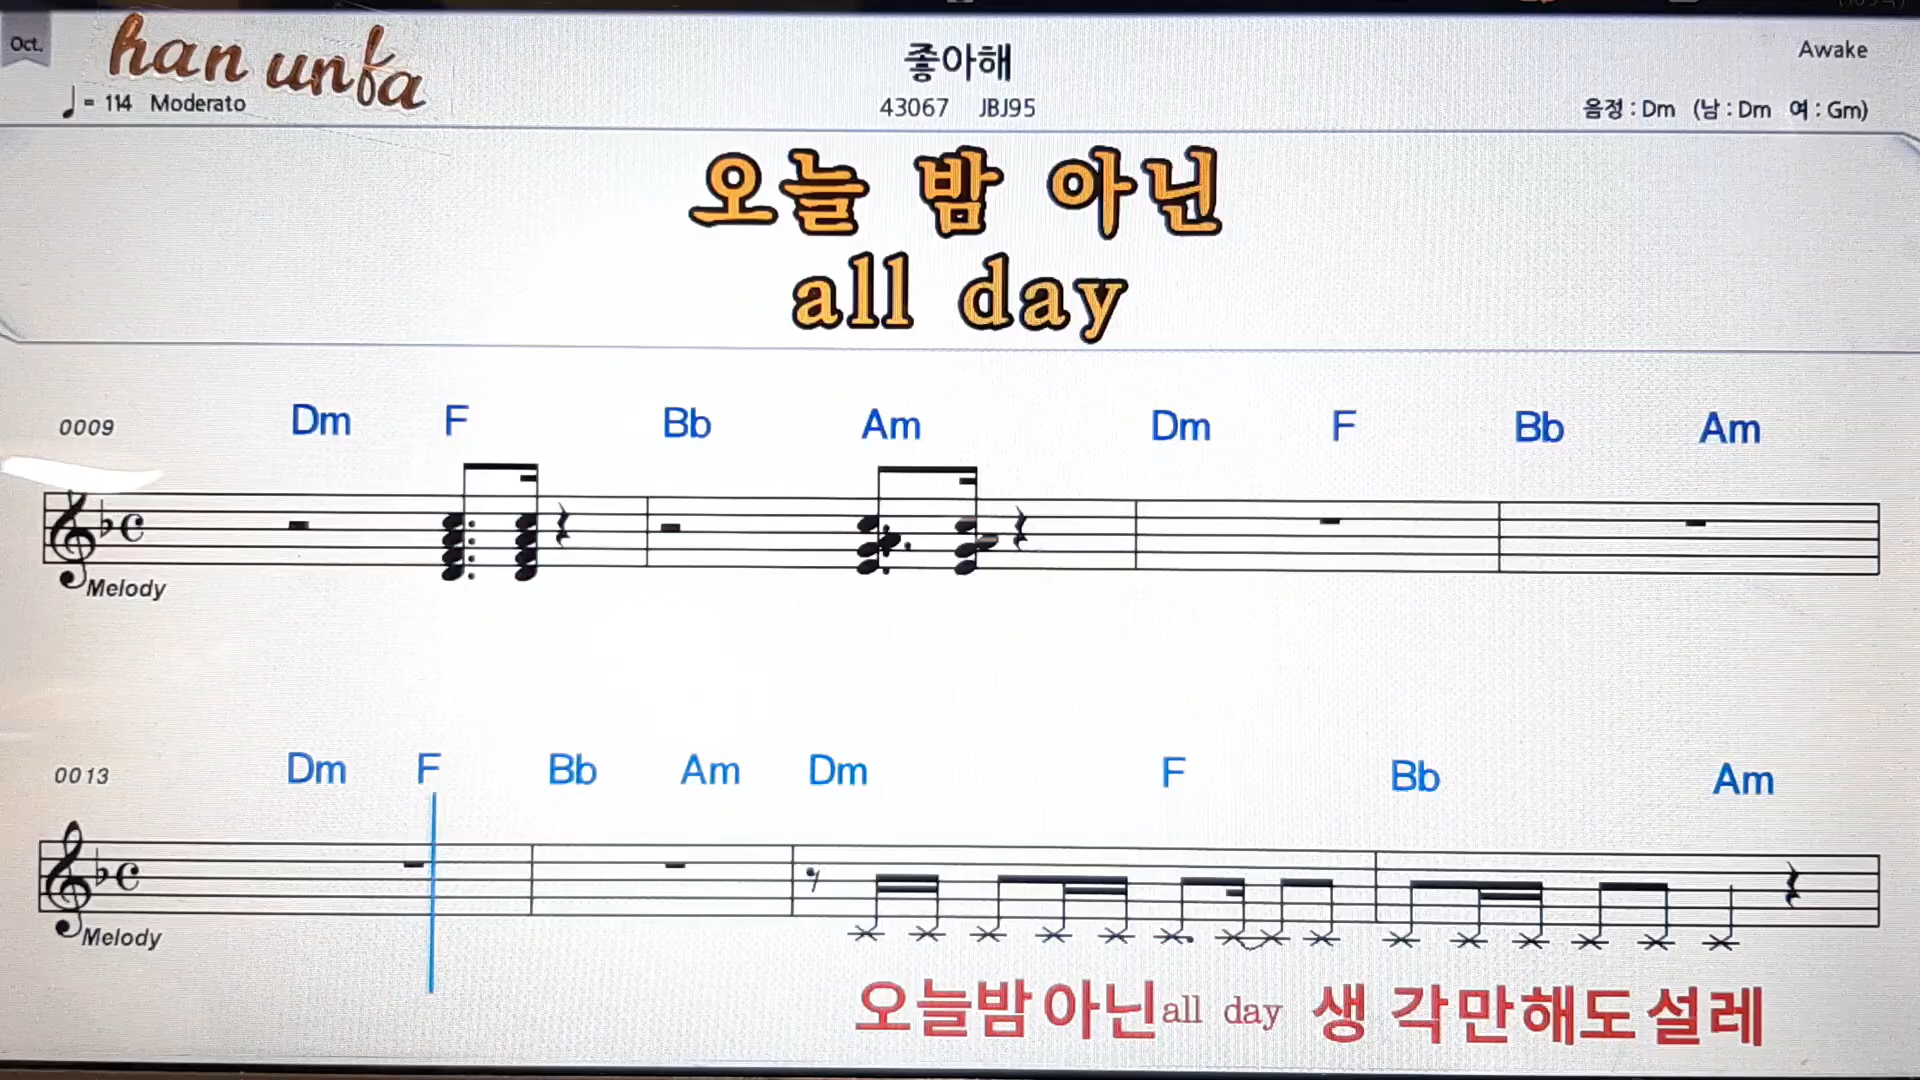 Oct.
han unfa
좋아해
Awake
= 114 Moderato
43067 JBJ95
음정 : Dm (남 : Dm 여 : Gm)
오늘 밤 아닌
all day
0009 Dm F Bb Am Dm F Bb Am
Melody
0013 Dm F Bb Am Dm F Bb Am
Melody
오늘밤아닌all day 생각만해도설레